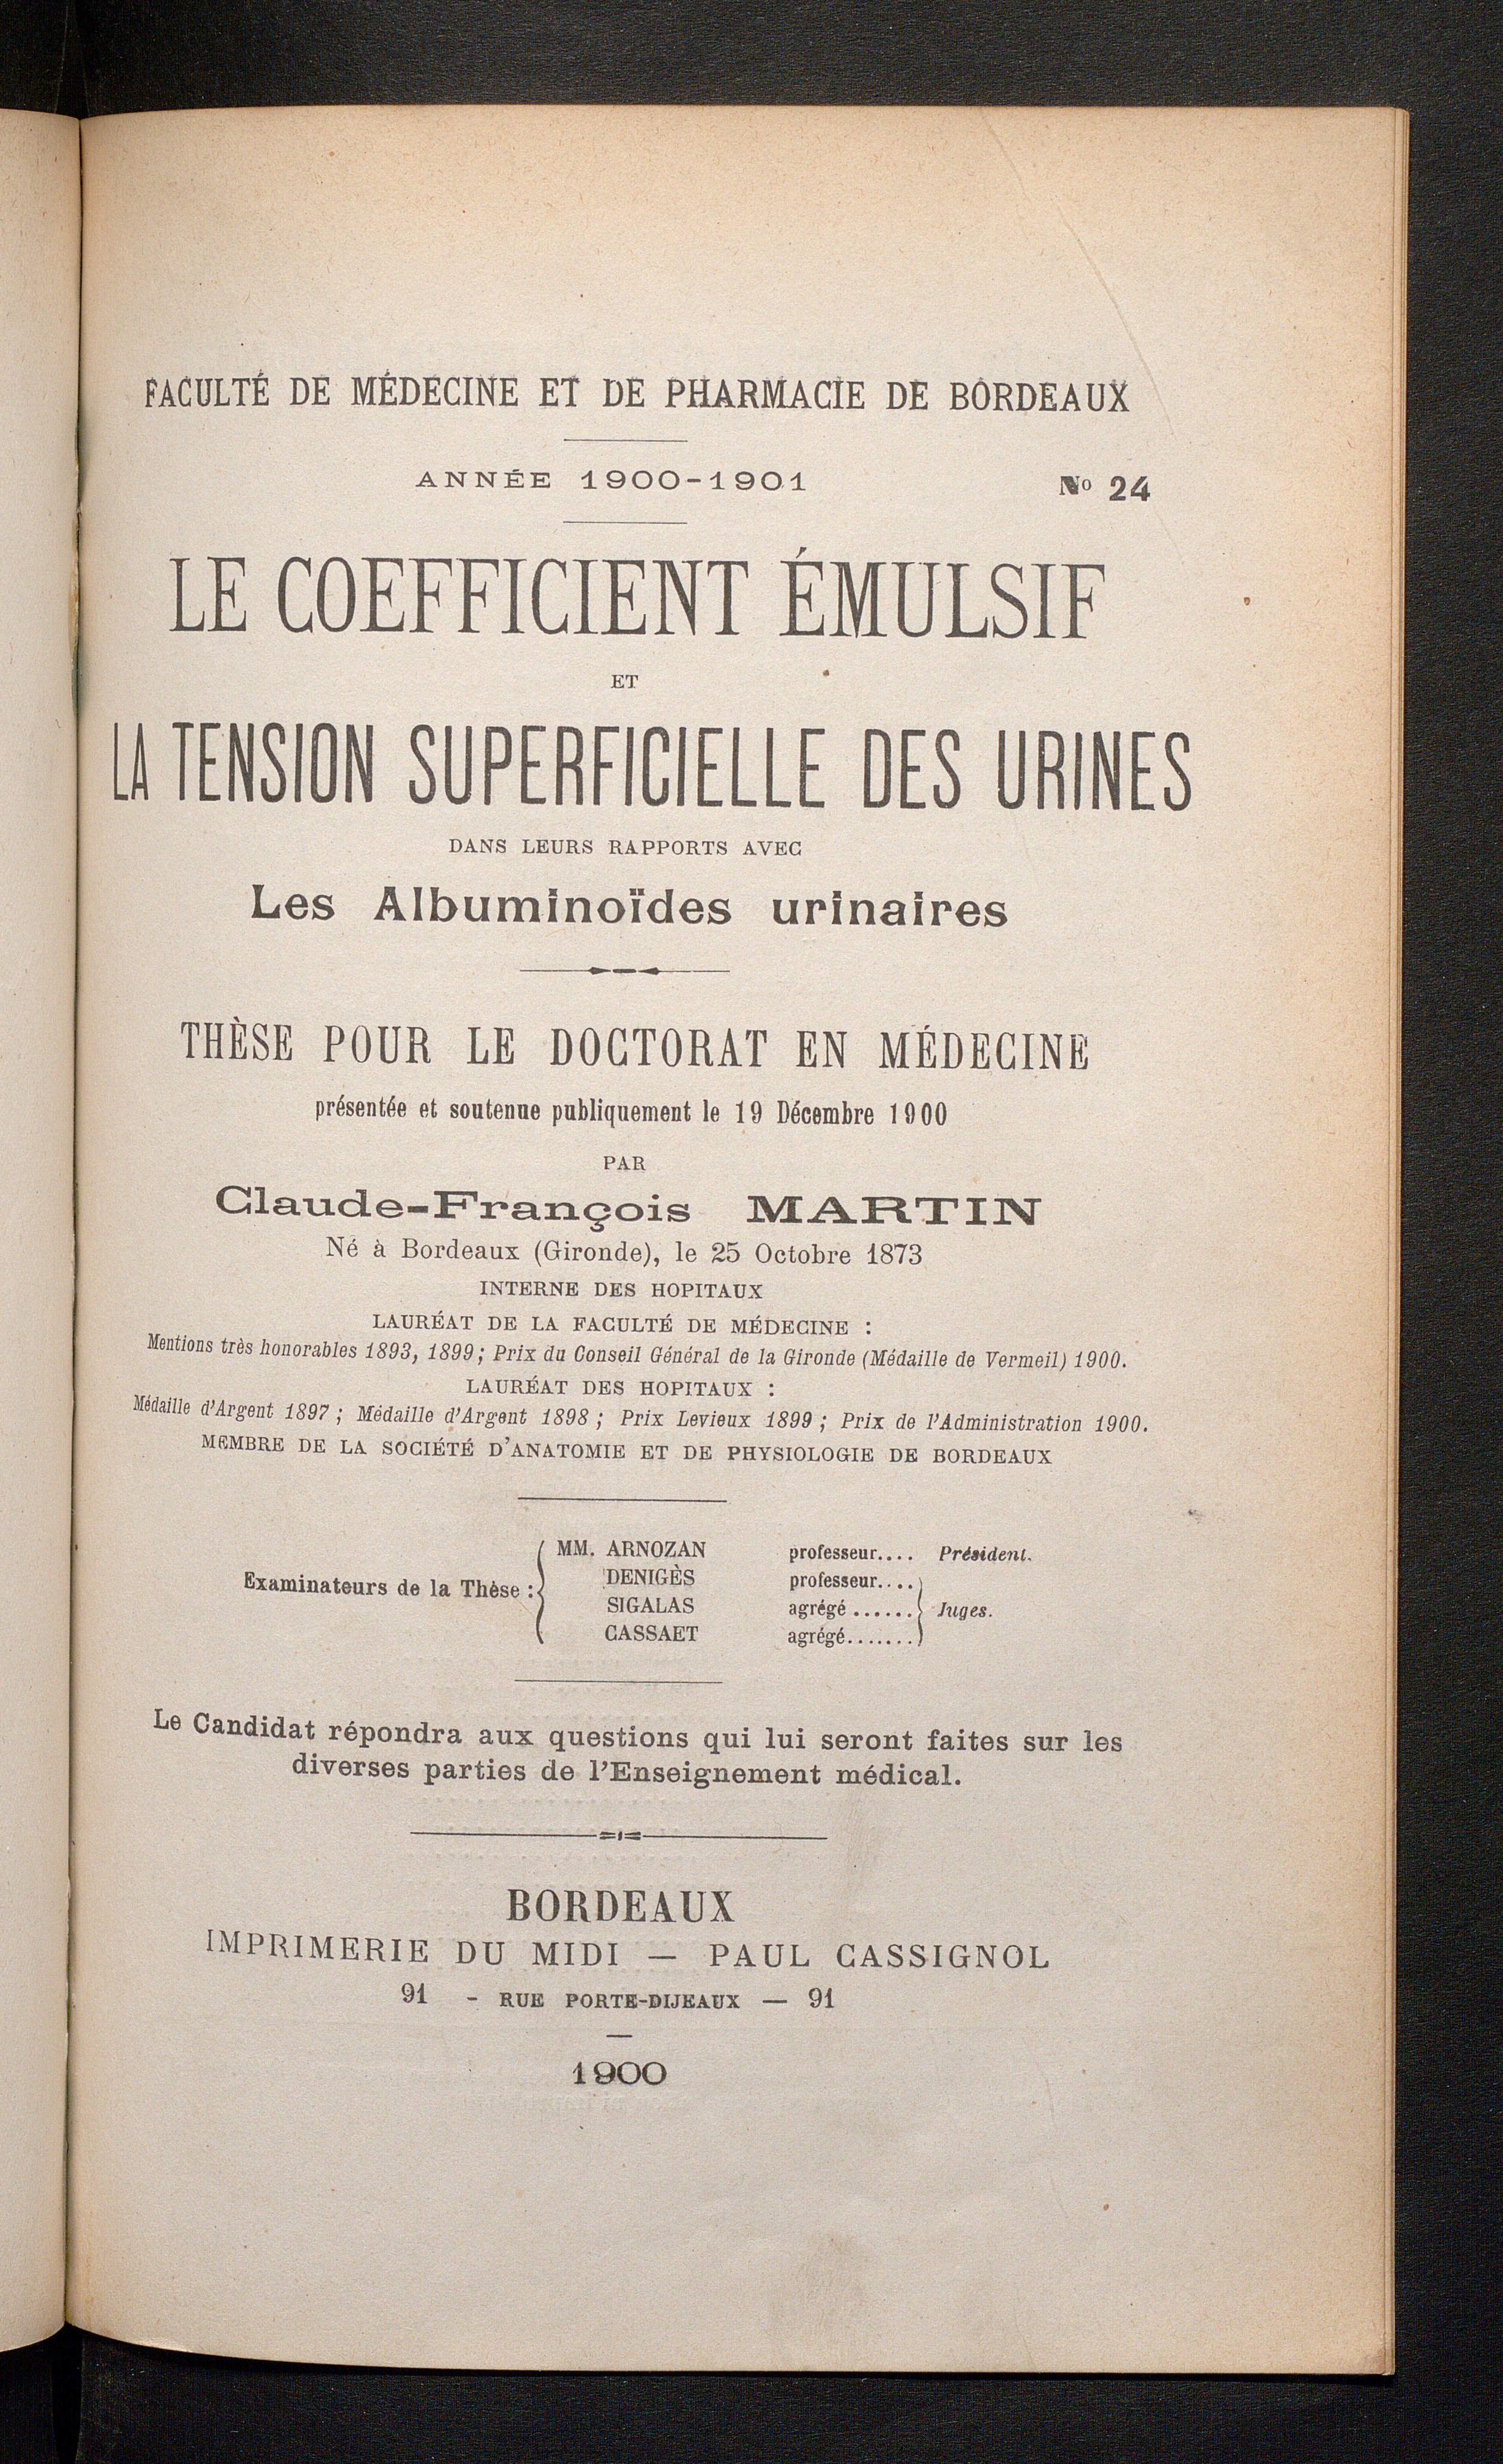 FACULTÉ DE MÉDECINE ET DE PHARMACIE DE BORDEAUX
ANNÉE 1900-1901 No 24
LE COEFFICIENT ÉMULSIF
ET
LA TENSION SUPERFICIELLE DES URINES
DANS LEURS RAPPORTS AVEC
Les Albuminoïdes urinaires
THÈSE POUR LE DOCTORAT EN MÉDECINE
présentée et soutenue publiquement le 19 Décembre 1900
PAR
Claude-François MARTIN
Né à Bordeaux (Gironde), le 25 Octobre 1873
INTERNE DES HOPITAUX
LAURÉAT DE LA FACULTÉ DE MÉDECINE :
Mentions très honorables 1893, 1899; Prix du Conseil Général de la Gironde (Médaille de Vermeil) 1900.
LAURÉAT DES HOPITAUX :
Médaille d'Argent 1897 ; Médaille d'Argent 1898 ; Prix Levieux 1899 ; Prix de l'Administration 1900.
MEMBRE DE LA SOCIÉTÉ D'ANATOMIE ET DE PHYSIOLOGIE DE BORDEAUX
MM. ARNOZAN professeur.... Président.
Examinateurs de la Thèse :
DENIGÈS professeur....
SIGALAS agrégé ...... Juges.
CASSAET agrégé.......
Le Candidat répondra aux questions qui lui seront faites sur les
diverses parties de l'Enseignement médical.
BORDEAUX
IMPRIMERIE DU MIDI — PAUL CASSIGNOL
91 - RUE PORTE-DIJEAUX — 91
1900